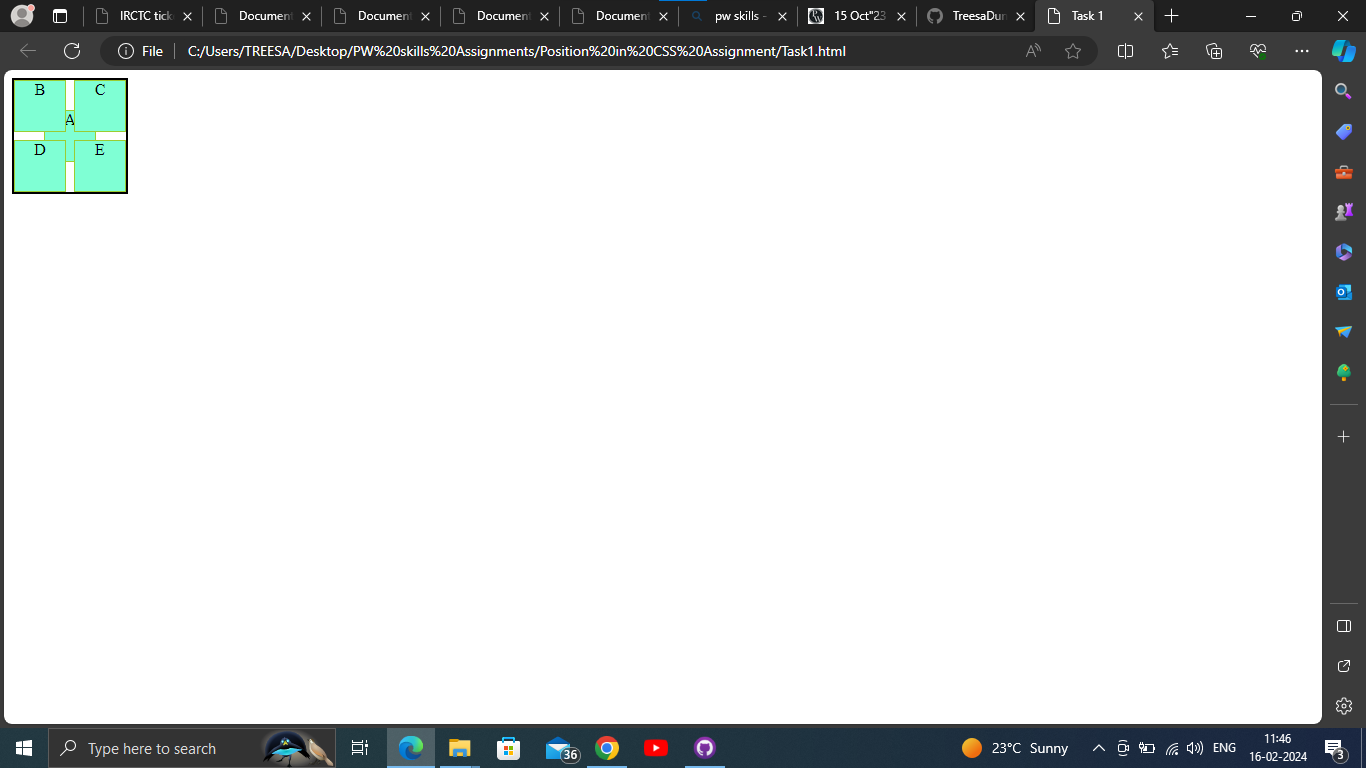 IRCTC tick
Document
Document
Document
Document
pw skills -
15 Oct"23
TreesaDun
Task 1
File
C:/Users/TREESA/Desktop/PW%20skills%20Assignments/Position%20in%20CSS%20Assignment/Task1.html
B C
A
D E
Type here to search
36
23°C Sunny
ENG
11:46
16-02-2024
3